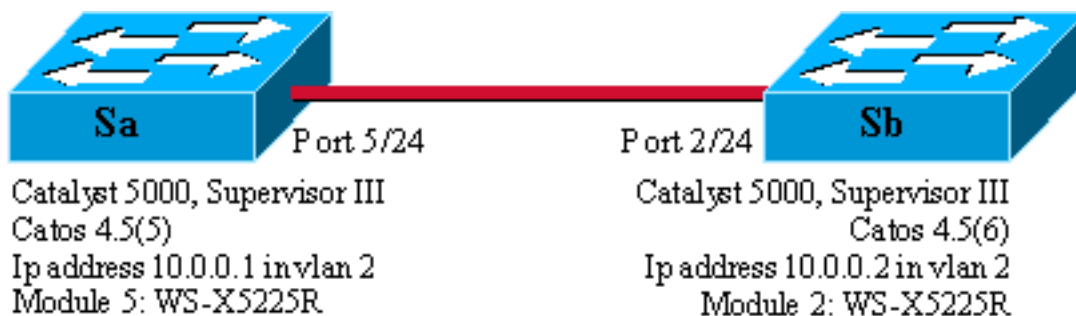 Sa
Sb
Port 5/24
Port 2/24
Catalyst 5000, Supervisor III
Catos 4.5(5)
Ip address 10.0.0.1 in vlan 2
Module 5: WS-X5225R
Catalyst 5000, Supervisor III
Catos 4.5(6)
Ip address 10.0.0.2 in vlan 2
Module 2: WS-X5225R